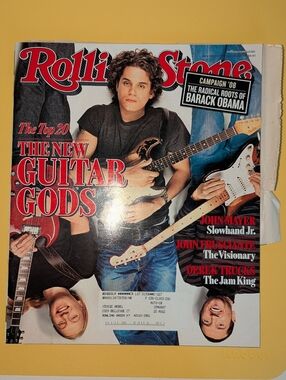 Rolling Stone
CAMPAIGN '08
THE RADICAL ROOTS OF
BARACK OBAMA
The Top 20
THE NEW
GUITAR
GODS
JOHN MAYER
Slowhand Jr.
JOHN FRUSCIANTE
The Visionary
DEREK TRUCKS
The Jam King